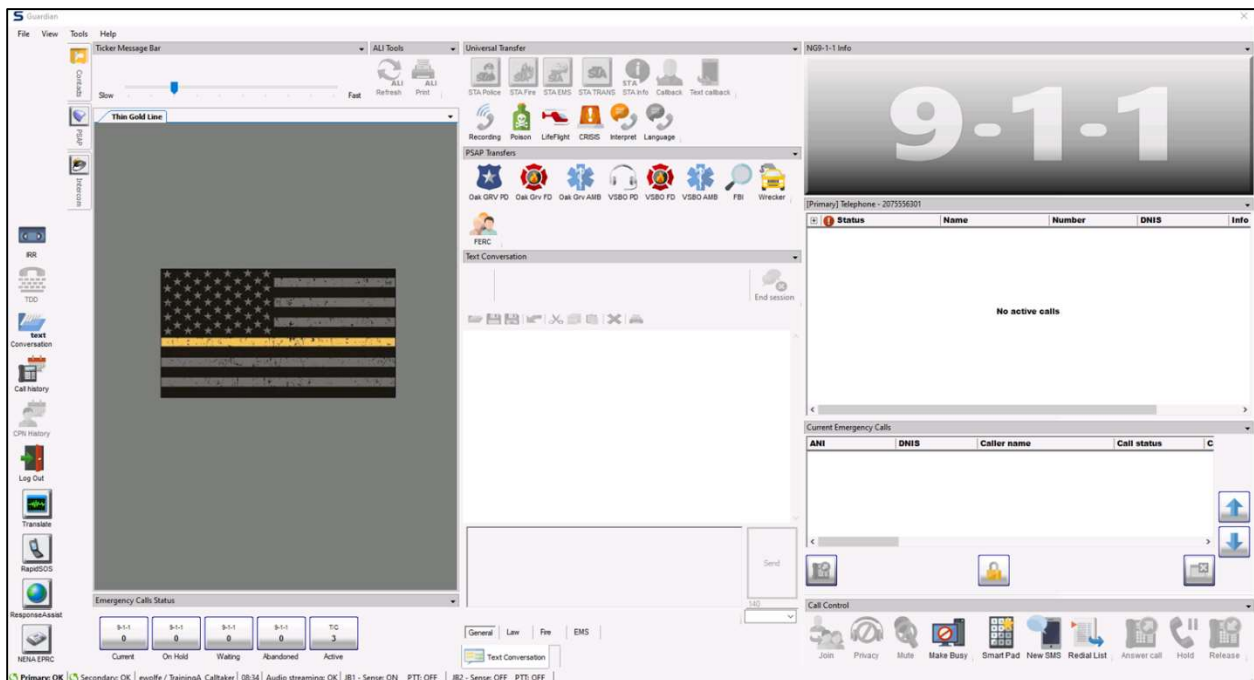 Guardian
File View Tools Help
Ticker Message Bar
Slow
Fast
ALI Tools
ALI
Refresh
ALI
Print
Contacts
PSAP
Intercom
Thin Gold Line
IRR
TDD
text
Conversation
Call history
CPN History
Log Out
Translate
RapidSOS
ResponseAssist
NENA EPRC
Emergency Calls Status
9-1-1 9-1-1 9-1-1 9-1-1 T/C
0 0 0 0 3
Current On Hold Waiting Abandoned Active
Universal Transfer
STA
STA
STA Police STA Fire STA EMS STA TRANS STA Info Callback Text callback
Recording Poison LifeFlight CRISIS Interpret Language
PSAP Transfers
Oak GRV PD Oak Grv FD Oak Grv AMB VSBO PD VSBO FD VSBO AMB FBI Wrecker
FERC
Text Conversation
End session
Send
140
General Law Fire EMS
Text Conversation
NG9-1-1 Info
9-1-1
[Primary] Telephone - 2075556301
Status Name Number DNIS Info
No active calls
Current Emergency Calls
ANI DNIS Caller name Call status C
Call Control
Join Privacy Mute Make Busy Smart Pad New SMS Redial List Answer call Hold Release
Primary: OK Secondary: OK ewolfe / TrainingA_Calltaker 08:34 Audio streaming: OK JB1 - Sense: ON PTT: OFF JB2 - Sense: OFF PTT: OFF